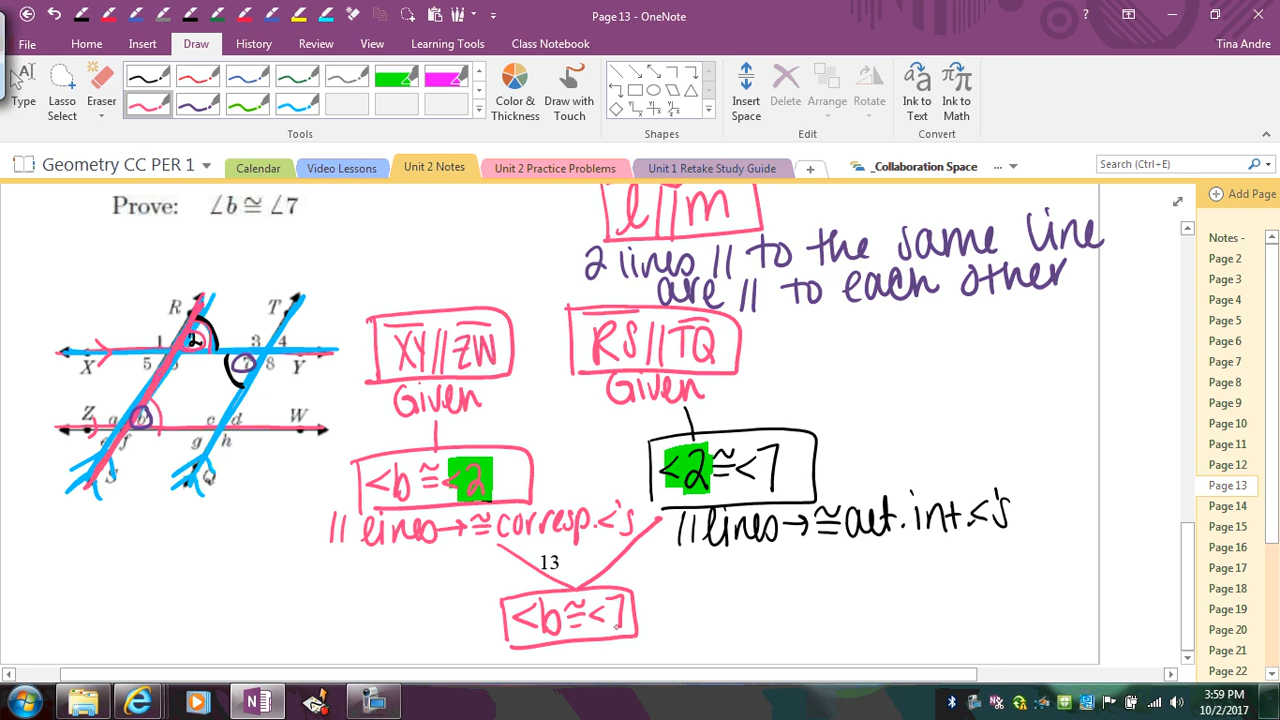 Page 13 - OneNote
?
File
Home
Insert
Draw
History
Review
View
Learning Tools
Class Notebook
Tina Andre
Type
Lasso Select
Eraser
Color & Thickness
Draw with Touch
Insert Space
Delete
Arrange
Rotate
Ink to Text
Ink to Math
Tools
Shapes
Edit
Convert
Geometry CC PER 1
Calendar
Video Lessons
Unit 2 Notes
Unit 2 Practice Problems
Unit 1 Retake Study Guide
_Collaboration Space
...
Search (Ctrl+E)
Add Page
Prove: ∠b ≅ ∠7
l || m
2 lines || to the same line
are || to each other
R T
1 2 3 4
X 5 7 8 Y
Z a b c d W
e f g h
S Q
XY // ZW
Given
RS // TQ
Given
<b ≅ <2
// lines → ≅ corresp. <'s
<2 ≅ <7
// lines → ≅ alt. int. <'s
13
<b ≅ <7
Notes -
Page 2
Page 3
Page 4
Page 5
Page 6
Page 7
Page 8
Page 9
Page 10
Page 11
Page 12
Page 13
Page 14
Page 15
Page 16
Page 17
Page 18
Page 19
Page 20
Page 21
Page 22
3:59 PM
10/2/2017